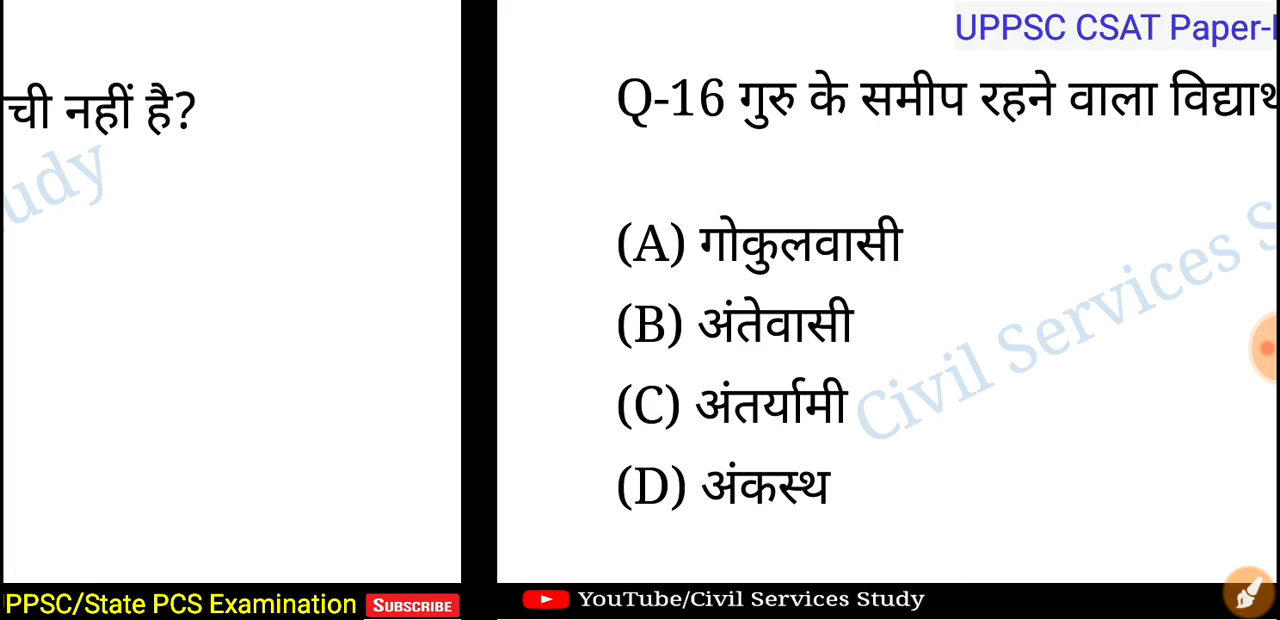 UPPSC CSAT Paper-
ची नहीं है?
Q-16 गुरु के समीप रहने वाला
(A) गोकुलवासी
(B) अंतेवासी
(C) अंतर्यामी
(D) अंकस्थ
Civil Services
PPSC/State PCS Examination SUBSCRIBE
YouTube/Civil Services Study